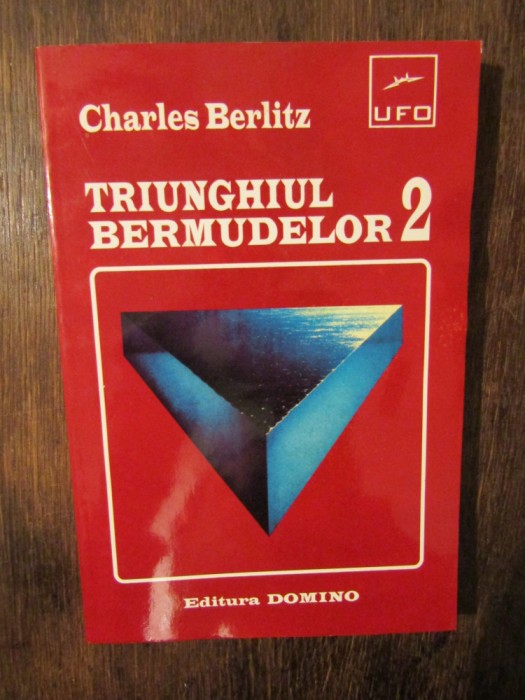 UFO
Charles Berlitz
TRIUNGHIUL
BERMUDELOR 2
Editura DOMINO